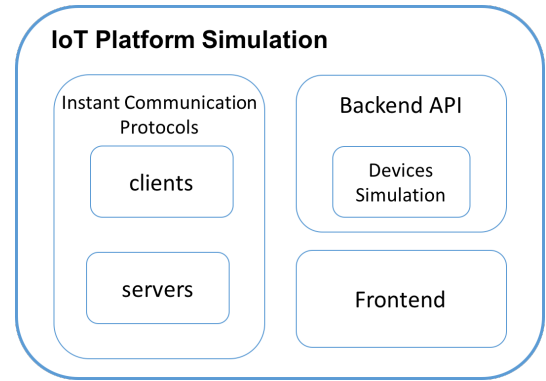 IoT Platform Simulation
Instant Communication
Protocols
clients
servers
Backend API
Devices
Simulation
Frontend